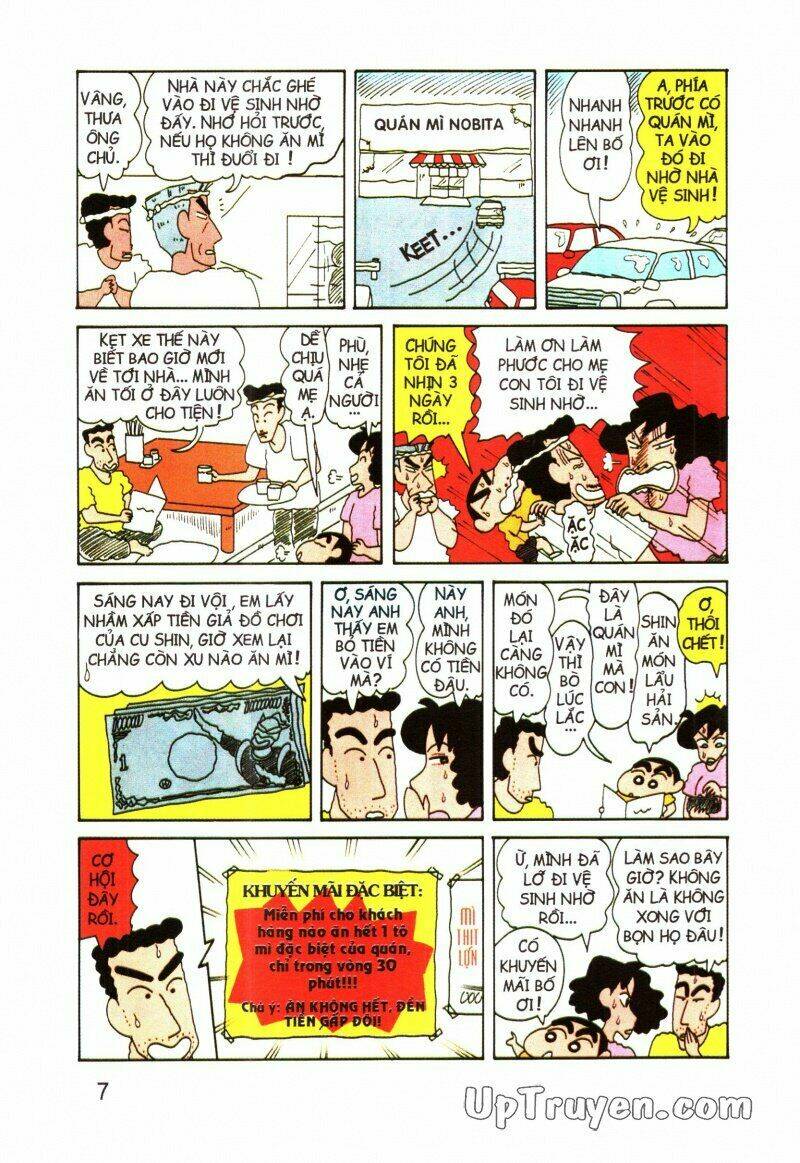 A, PHÍA
TRƯỚC CÓ
QUÁN MÌ,
TA VÀO
ĐÓ ĐI
NHỜ NHÀ
VỆ SINH!
NHANH
NHANH
LÊN BỐ
ƠI!
QUÁN MÌ NOBITA
KEET...
NHÀ NÀY CHẮC GHÉ
VÀO ĐI VỆ SINH NHỜ
ĐẤY. NHỚ HỎI TRƯỚC,
NẾU HỌ KHÔNG ĂN MÌ
THÌ ĐUỔI ĐI!
VÂNG,
THƯA
ÔNG
CHỦ.
LÀM ƠN LÀM
PHƯỚC CHO MẸ
CON TÔI ĐI VỆ
SINH NHỜ...
CHÚNG
TÔI ĐÃ
NHỊN 3
NGÀY
RỒI...
ẶC
ẶC
PHÙ,
NHẸ
CẢ
NGƯỜI
...
DỄ
CHỊU
QUÁ
MẸ
Ạ.
KẸT XE THẾ NÀY
BIẾT BAO GIỜ MỚI
VỀ TỚI NHÀ... MÌNH
ĂN TỐI Ở ĐÂY LUÔN
CHO TIỆN!
Ơ,
THÔI
CHẾT!
SHIN
ĂN
MÓN
LẨU
HẢI
SẢN.
ĐÂY
LÀ
QUÁN
MÌ
MÀ
CON!
VẬY
THÌ
BÒ
LÚC
LẮC
...
MÓN
ĐÓ
LẠI
CÀNG
KHÔNG
CÓ.
NÀY
ANH,
MÌNH
KHÔNG
CÓ TIỀN
ĐÂU.
Ơ, SÁNG
NAY ANH
THẤY EM
BỎ TIỀN
VÀO VÍ
MÀ?
SÁNG NAY ĐI VỘI, EM LẤY
NHẦM XẤP TIỀN GIẢ ĐỒ CHƠI
CỦA CU SHIN, GIỜ XEM LẠI
CHẲNG CÒN XU NÀO ĂN MÌ!
1
LÀM SAO BÂY
GIỜ? KHÔNG
ĂN LÀ KHÔNG
XONG VỚI
BỌN HỌ ĐÂU!
Ừ, MÌNH ĐÃ
LỠ ĐI VỆ
SINH NHỜ
RỒI...
CÓ
KHUYẾN
MÃI BỐ
ƠI!
MÌ
THỊT
LỢN
KHUYẾN MÃI ĐẶC BIỆT:
Miễn phí cho khách
hàng nào ăn hết 1 tô
mì đặc biệt của quán,
chỉ trong vòng 30
phút!!!
Chú ý: ĂN KHÔNG HẾT, ĐỀN
TIỀN GẤP ĐÔI!
CƠ
HỘI
ĐÂY
RỒI.
7
UpTruyen.com